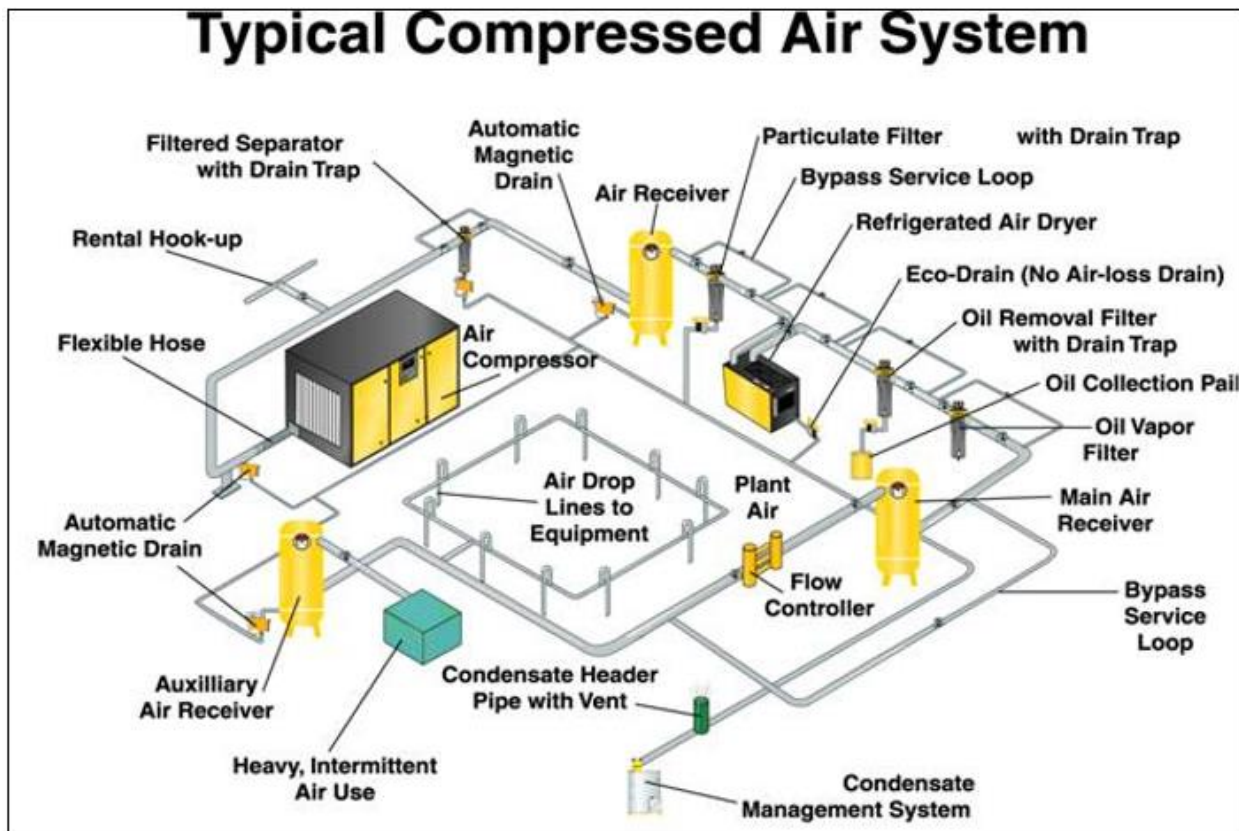 Typical Compressed Air System
Filtered Separator
with Drain Trap
Automatic
Magnetic
Drain
Air Receiver
Particulate Filter with Drain Trap
Bypass Service Loop
Refrigerated Air Dryer
Eco-Drain (No Air-loss Drain)
Oil Removal Filter
with Drain Trap
Oil Collection Pail
Oil Vapor
Filter
Rental Hook-up
Flexible Hose
Air
Compressor
Automatic
Magnetic Drain
Air Drop
Lines to
Equipment
Plant
Air
Flow
Controller
Main Air
Receiver
Bypass
Service
Loop
Auxilliary
Air Receiver
Heavy, Intermittent
Air Use
Condensate Header
Pipe with Vent
Condensate
Management System